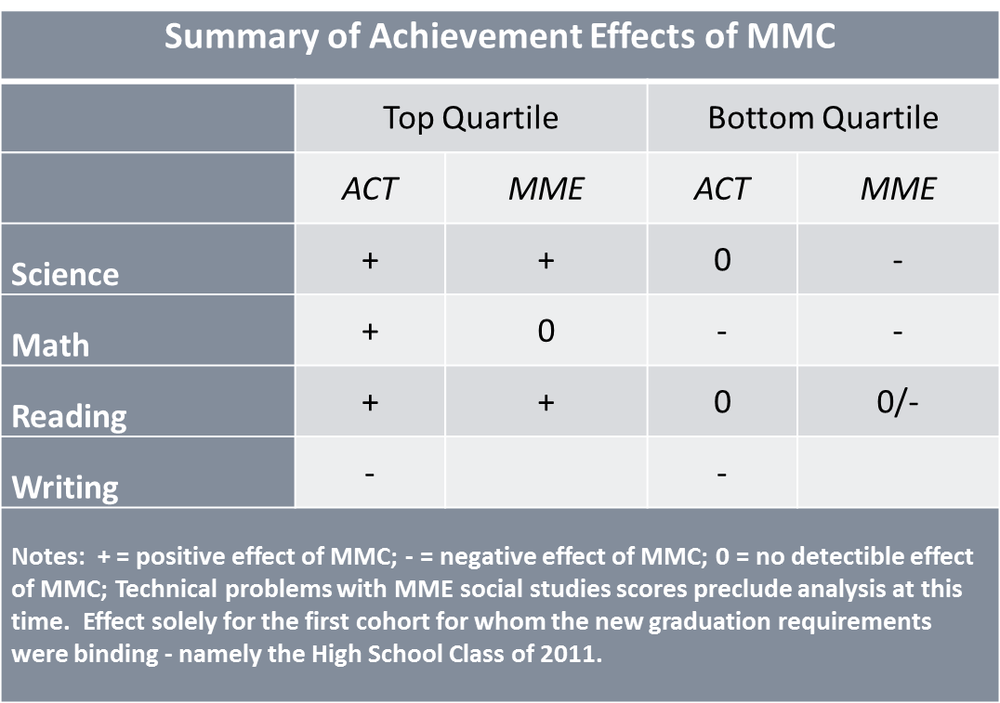 Summary of Achievement Effects of MMC
Top Quartile Bottom Quartile
ACT MME ACT MME
Science + + 0 -
Math + 0 - -
Reading + + 0 0/-
Writing - -
Notes: + = positive effect of MMC; - = negative effect of MMC; 0 = no detectible effect
of MMC; Technical problems with MME social studies scores preclude analysis at this
time. Effect solely for the first cohort for whom the new graduation requirements
were binding - namely the High School Class of 2011.